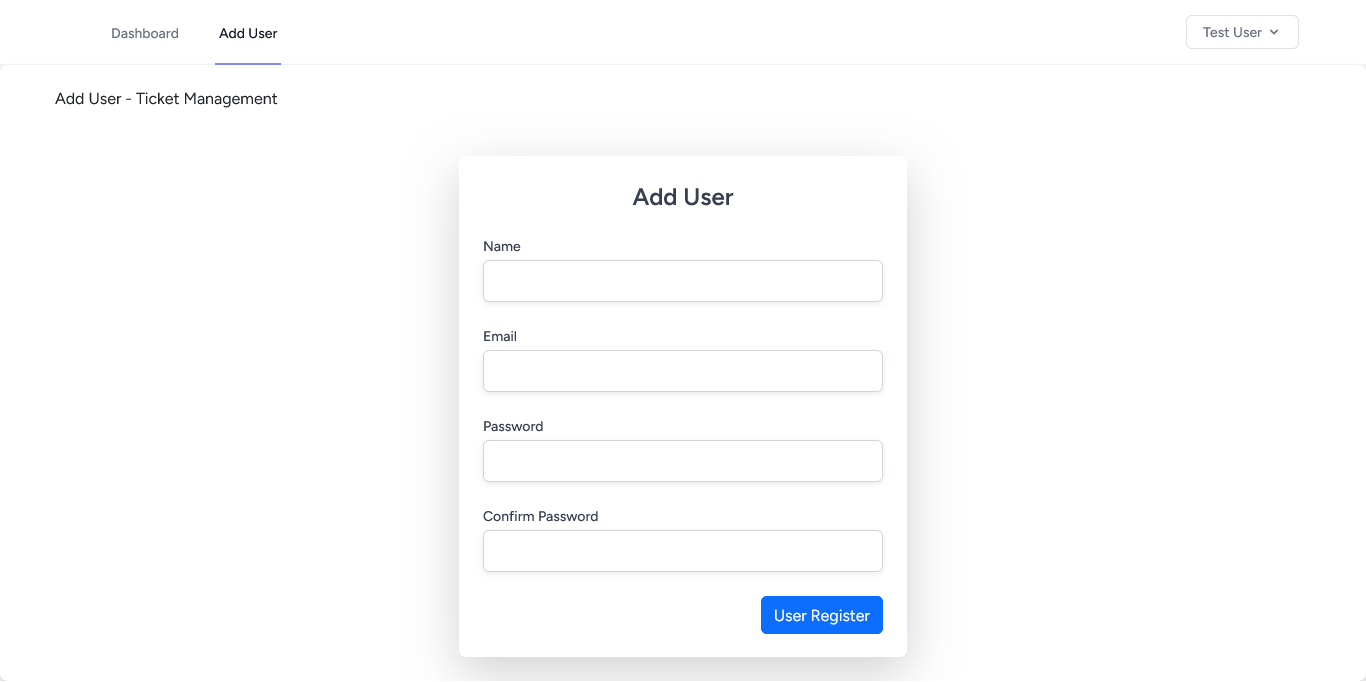 Dashboard Add User Test User
Add User - Ticket Management
Add User
Name
Email
Password
Confirm Password
User Register